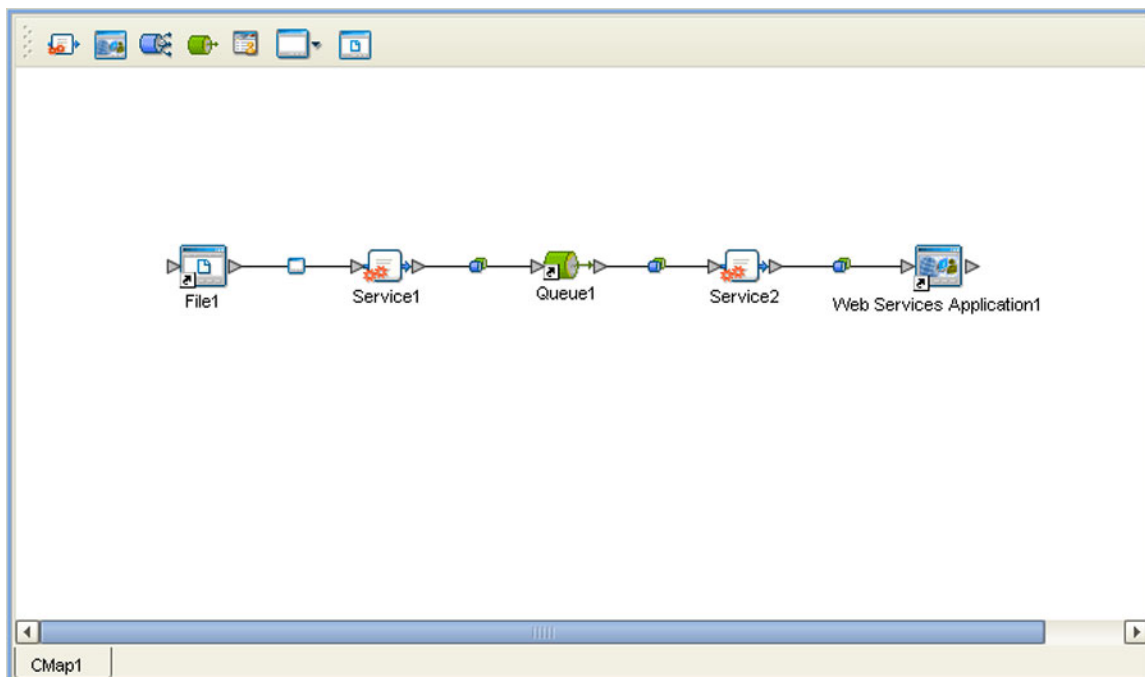 File1
Service1
Queue1
Service2
Web Services Application1
CMap1